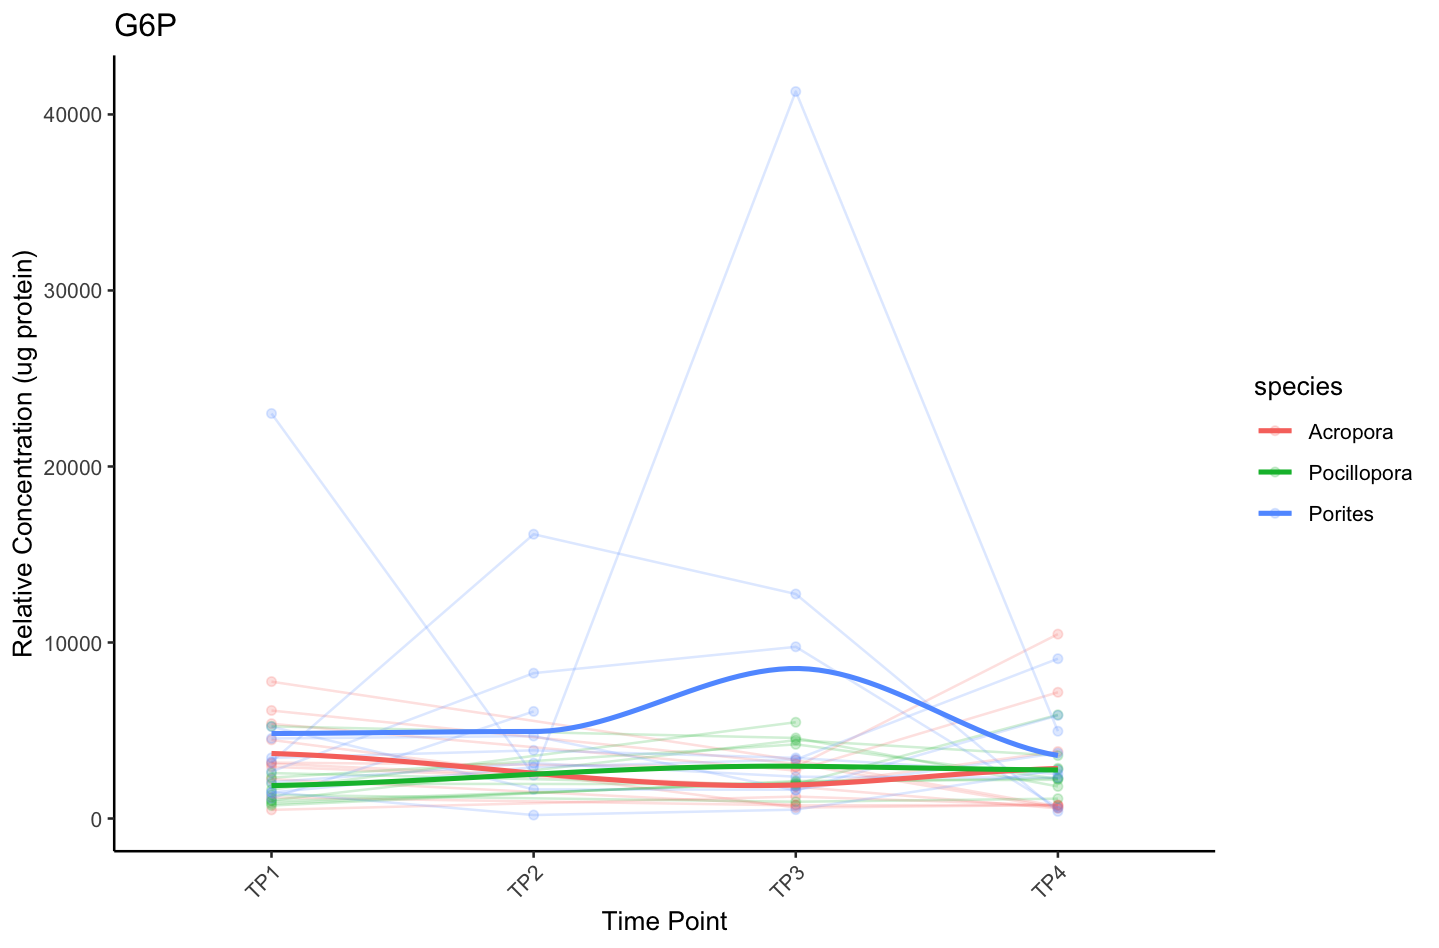 G6P
Relative Concentration (ug protein)
40000
30000
20000
10000
0
TP1
TP2
TP3
TP4
Time Point
species
Acropora
Pocillopora
Porites